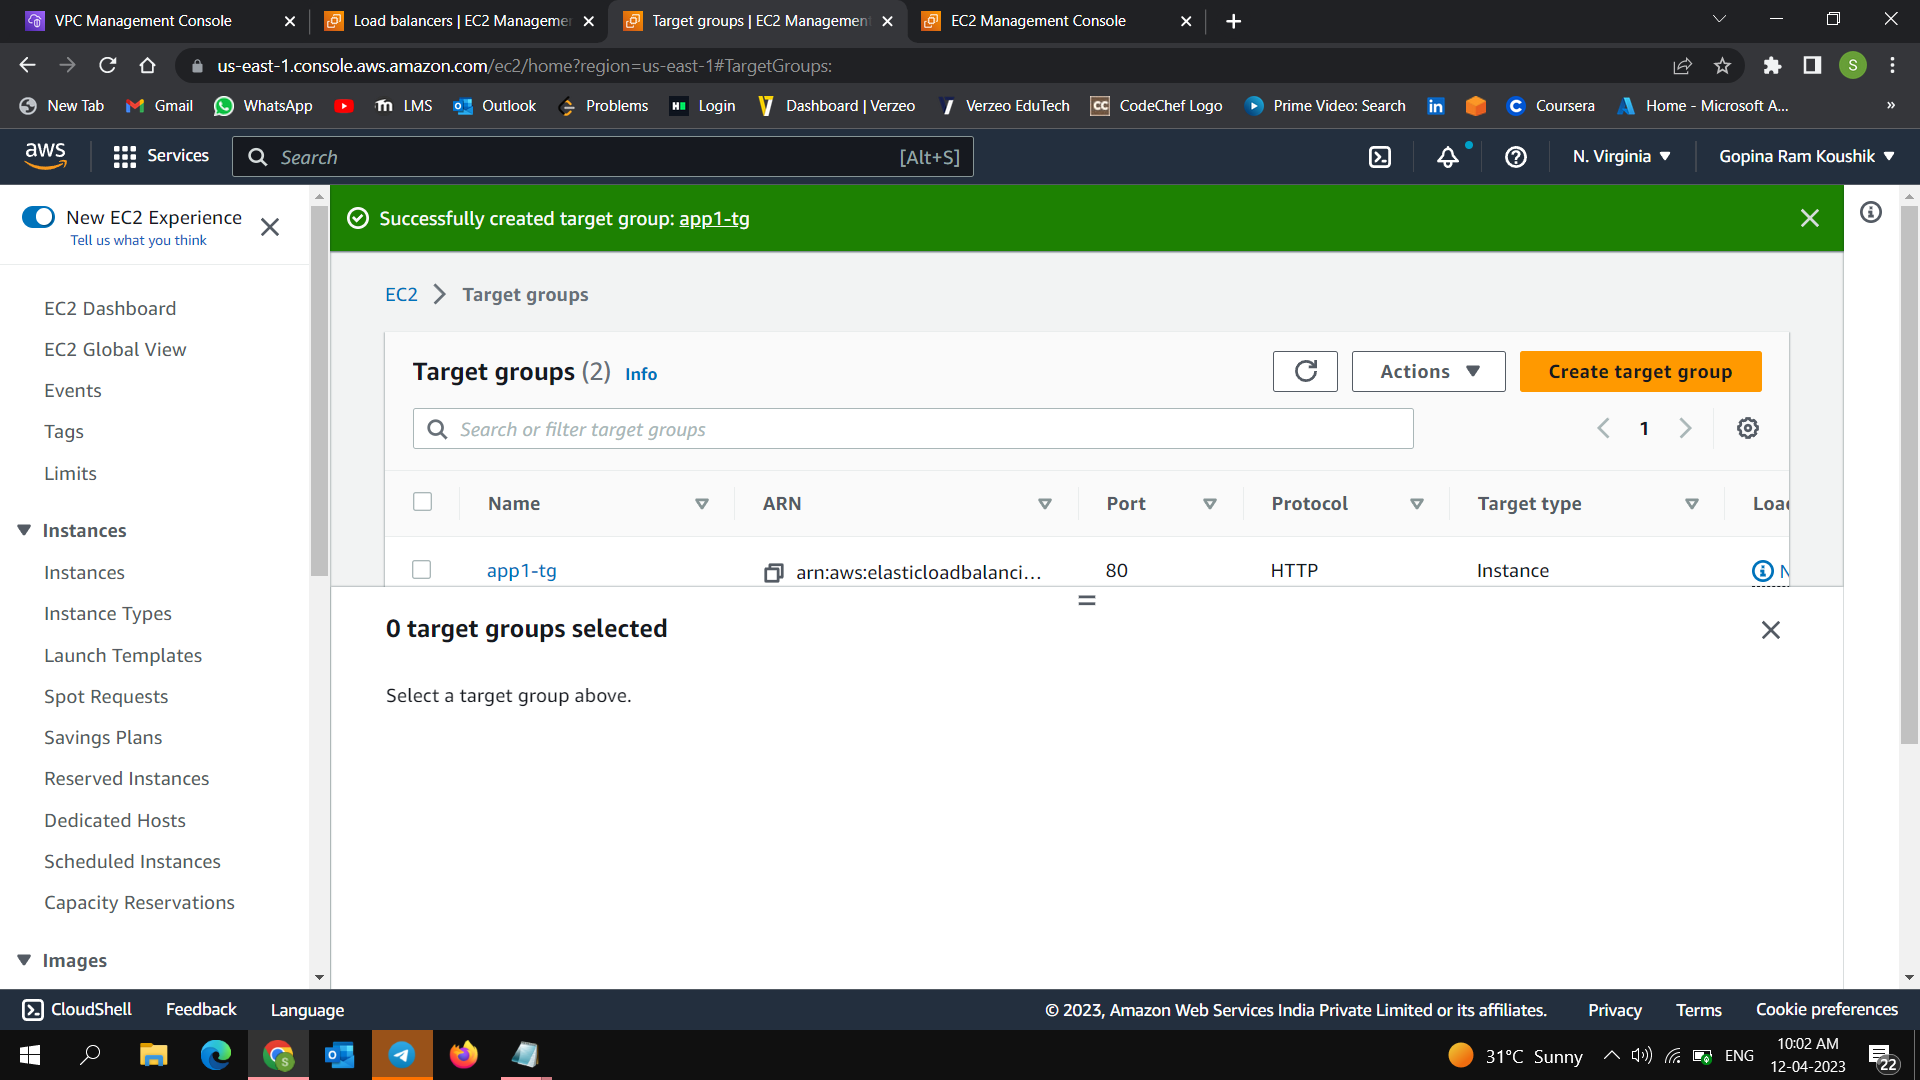 VPC Management Console
Load balancers | EC2 Manageme
Target groups | EC2 Management
EC2 Management Console
us-east-1.console.aws.amazon.com/ec2/home?region=us-east-1#TargetGroups:
S
New Tab
Gmail
WhatsApp
LMS
Outlook
Problems
Login
Dashboard | Verzeo
Verzeo EduTech
CodeChef Logo
Prime Video: Search
Coursera
Home - Microsoft A...
»
aws
Services
Search
[Alt+S]
N. Virginia
Gopina Ram Koushik
New EC2 Experience
Tell us what you think
Successfully created target group: app1-tg
EC2 Dashboard
EC2 Global View
Events
Tags
Limits
Instances
Instances
Instance Types
Launch Templates
Spot Requests
Savings Plans
Reserved Instances
Dedicated Hosts
Scheduled Instances
Capacity Reservations
Images
EC2
Target groups
Target groups (2) Info
Actions
Create target group
Search or filter target groups
1
Name
ARN
Port
Protocol
Target type
Load
app1-tg
arn:aws:elasticloadbalanci...
80
HTTP
Instance
N
0 target groups selected
Select a target group above.
CloudShell
Feedback
Language
© 2023, Amazon Web Services India Private Limited or its affiliates.
Privacy
Terms
Cookie preferences
31°C Sunny
ENG
10:02 AM
12-04-2023
22